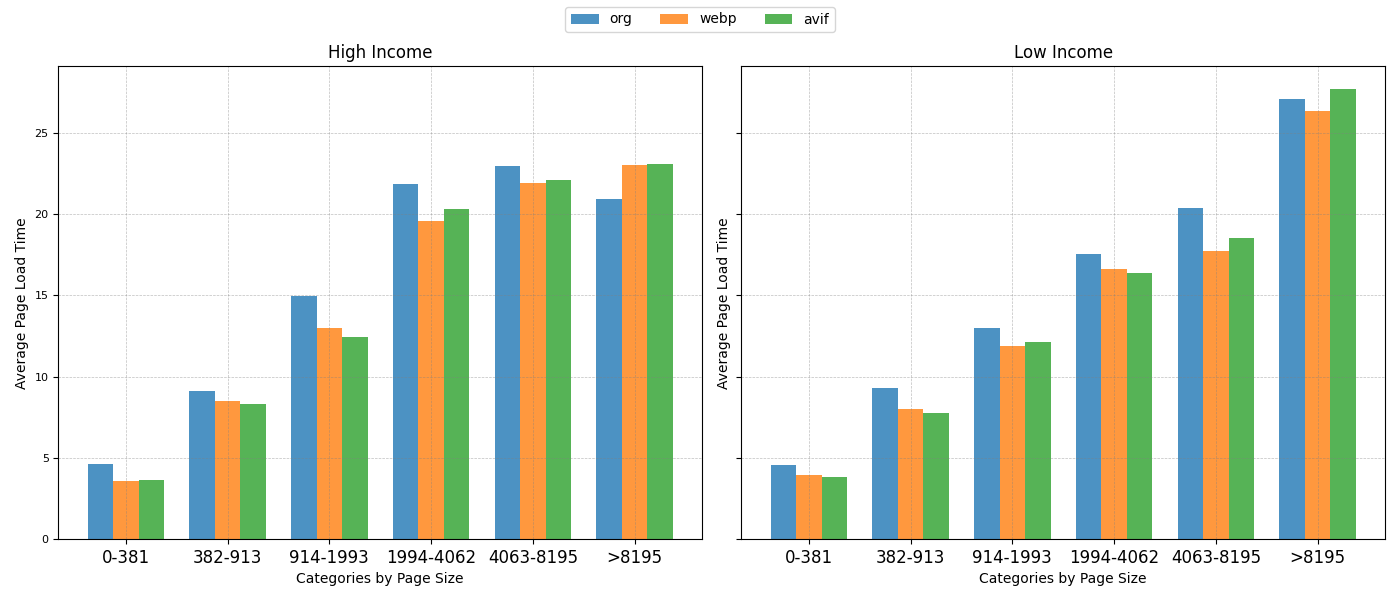 org webp avif
High Income
Low Income
Average Page Load Time
25
20
15
10
5
0
0-381 382-913 914-1993 1994-4062 4063-8195 >8195
Categories by Page Size
Average Page Load Time
0-381 382-913 914-1993 1994-4062 4063-8195 >8195
Categories by Page Size